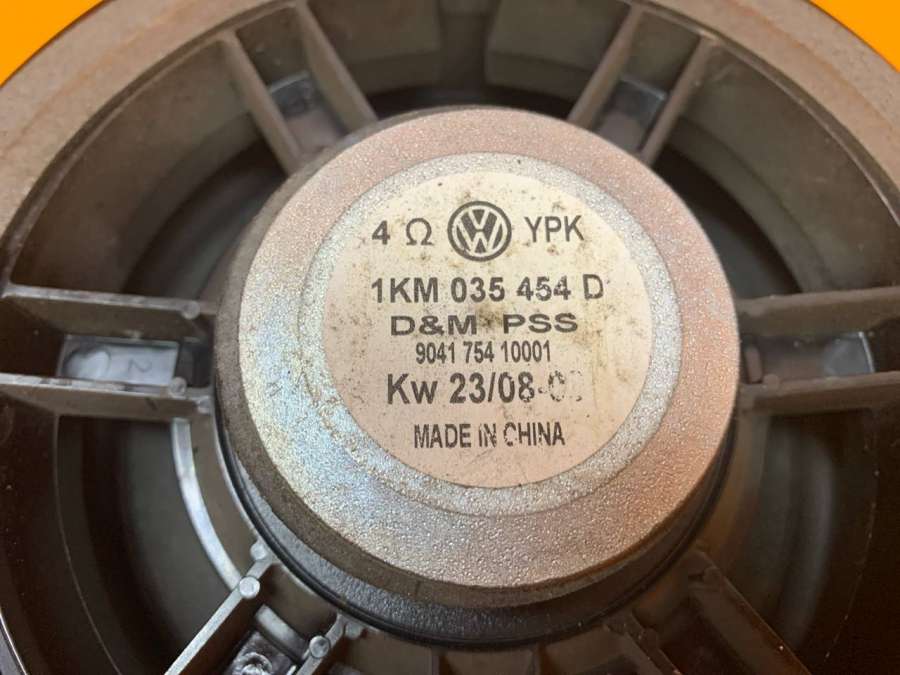 4 Ω VW YPK
1KM 035 454 D
D&M PSS
9041 754 10001
Kw 23/08
MADE IN CHINA